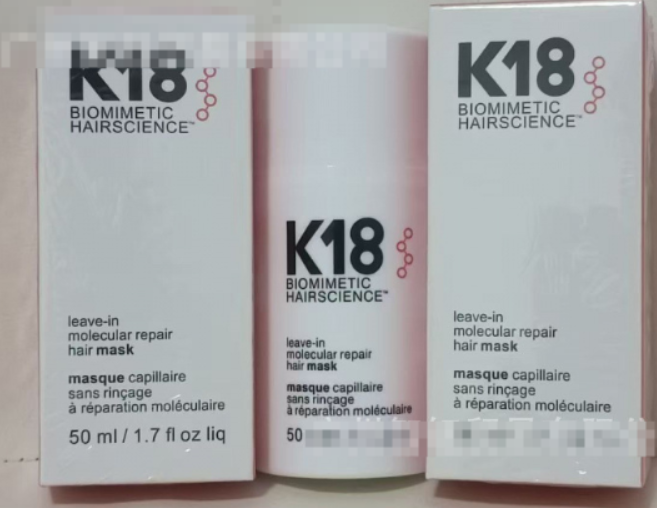 K18
BIOMIMETIC
HAIRSCIENCE™
leave-in
molecular repair
hair mask
masque capillaire
sans rinçage
à réparation moléculaire
50 ml / 1.7 fl oz liq
K18
BIOMIMETIC
HAIRSCIENCE™
leave-in
molecular repair
hair mask
masque capillaire
sans rinçage
à réparation moléculaire
50
K18
BIOMIMETIC
HAIRSCIENCE™
leave-in
molecular repair
hair mask
masque capillaire
sans rinçage
à réparation moléculaire